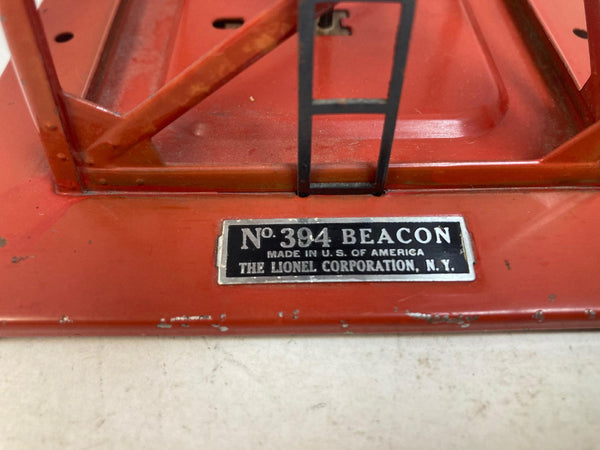 No. 394 BEACON
MADE IN U. S. OF AMERICA
THE LIONEL CORPORATION, N. Y.